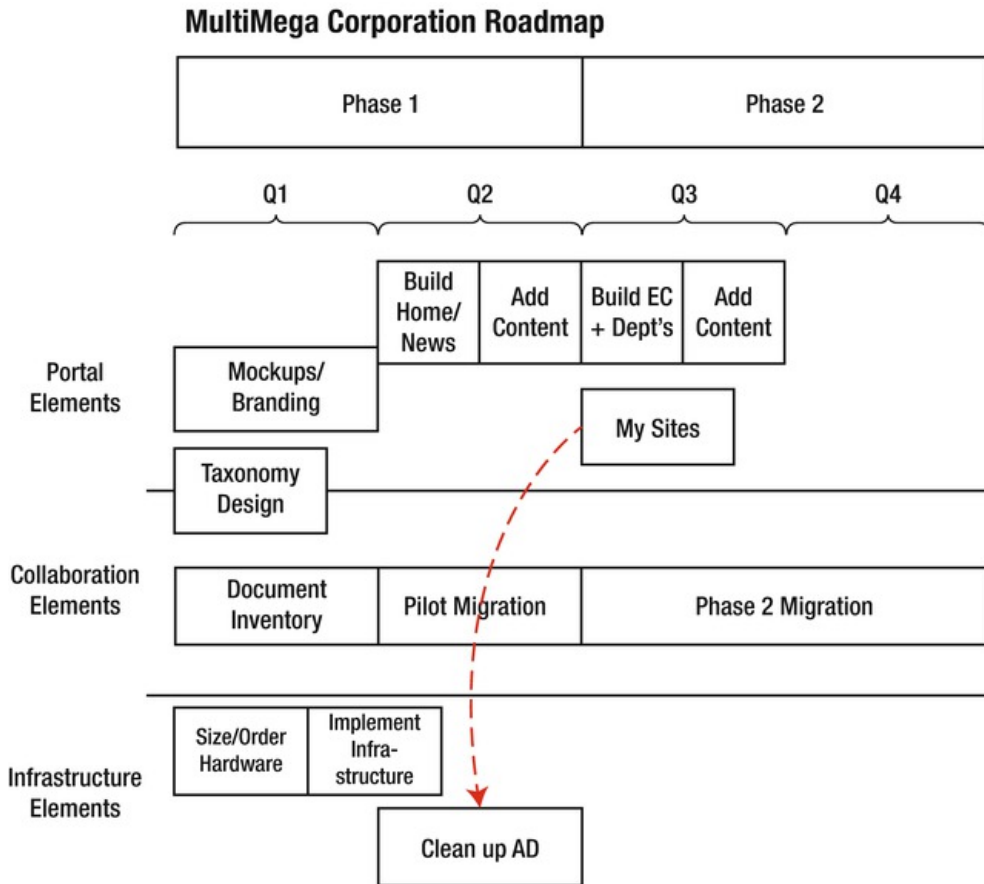 MultiMega Corporation Roadmap
Phase 1
Phase 2
Q1
Q2
Q3
Q4
Portal
Elements
Build
Home/
News
Add
Content
Build EC
+ Dept's
Add
Content
Mockups/
Branding
My Sites
Taxonomy
Design
Collaboration
Elements
Document
Inventory
Pilot Migration
Phase 2 Migration
Infrastructure
Elements
Size/Order
Hardware
Implement
Infra-
structure
Clean up AD